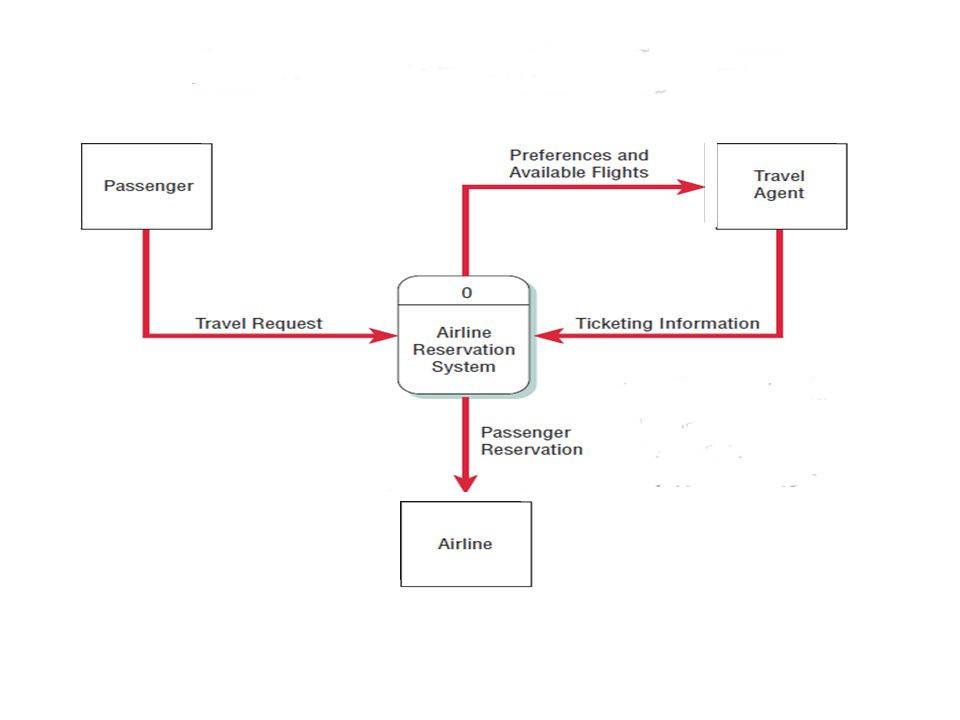 Preferences and
Available Flights
Passenger
Travel
Agent
0
Travel Request
Airline
Reservation
System
Ticketing Information
Passenger
Reservation
Airline